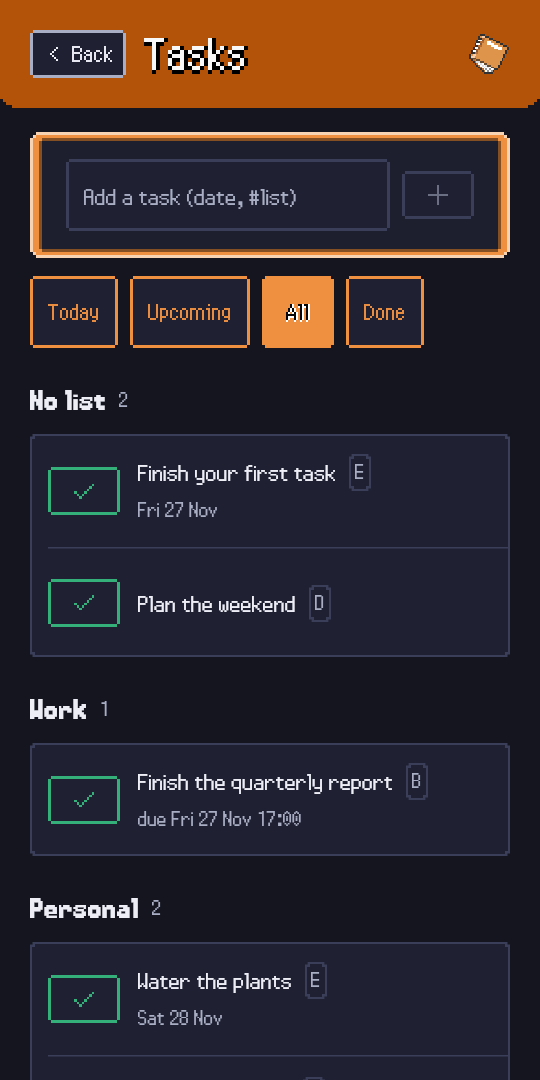 Back
Tasks
Add a task (date, #list)
Today
Upcoming
All
Done
No list 2
Finish your first task E
Fri 27 Nov
Plan the weekend D
Work 1
Finish the quarterly report B
due Fri 27 Nov 17:00
Personal 2
Water the plants E
Sat 28 Nov